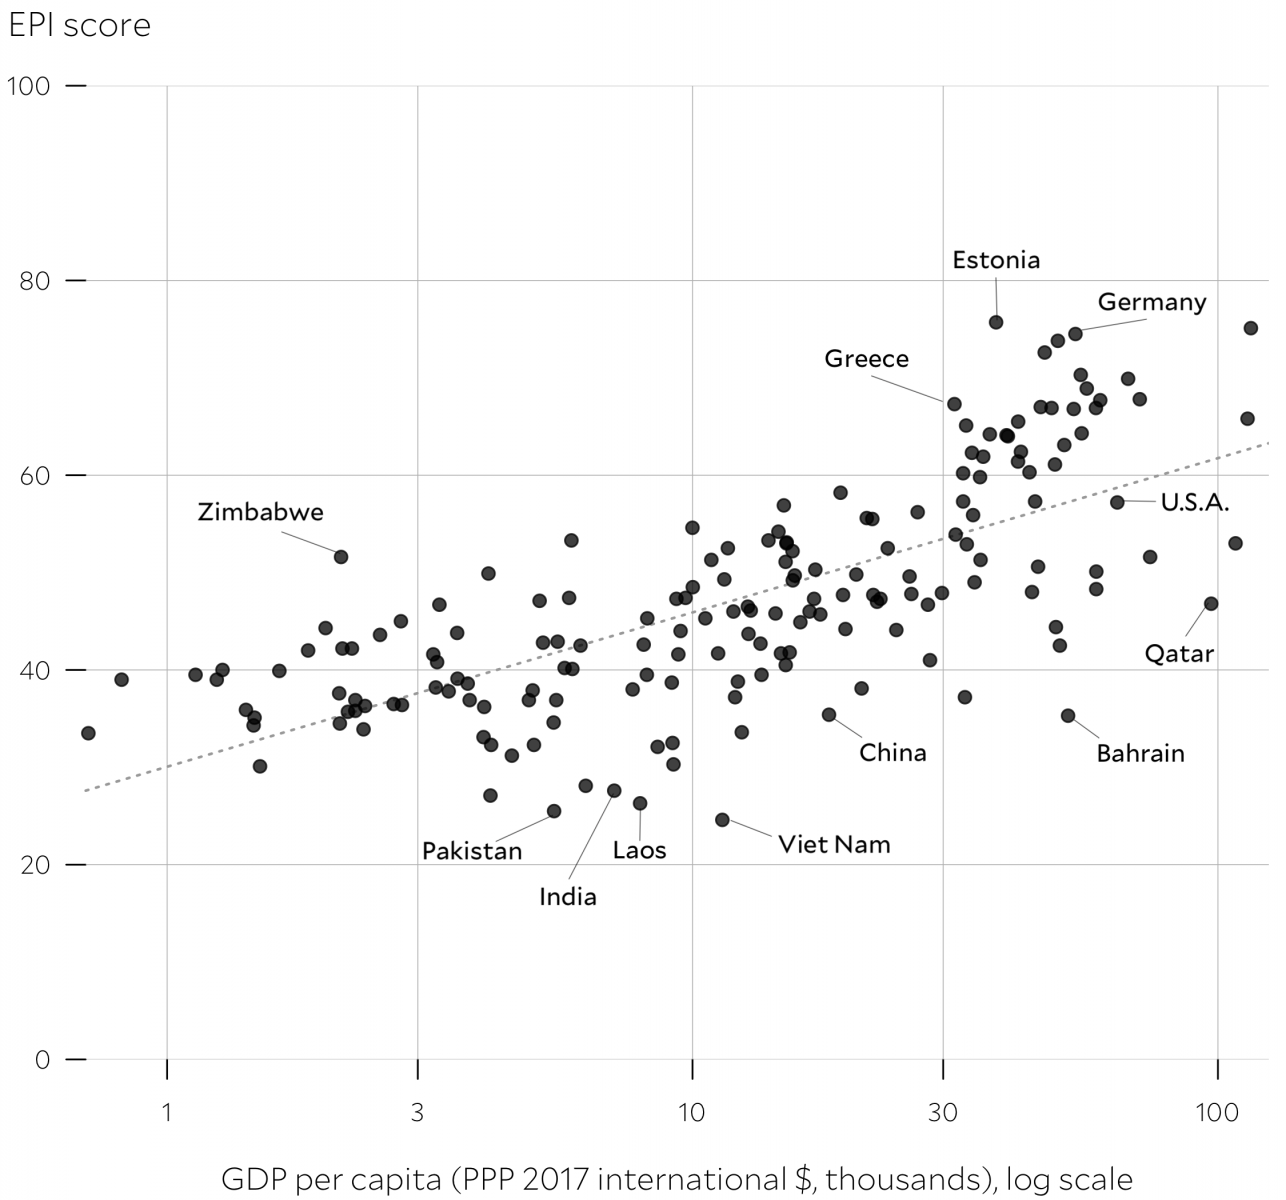 EPI score
100
80
60
40
20
0
Estonia
Germany
Greece
Zimbabwe
U.S.A.
Qatar
China
Bahrain
Pakistan
Laos
Viet Nam
India
1
3
10
30
100
GDP per capita (PPP 2017 international $, thousands), log scale